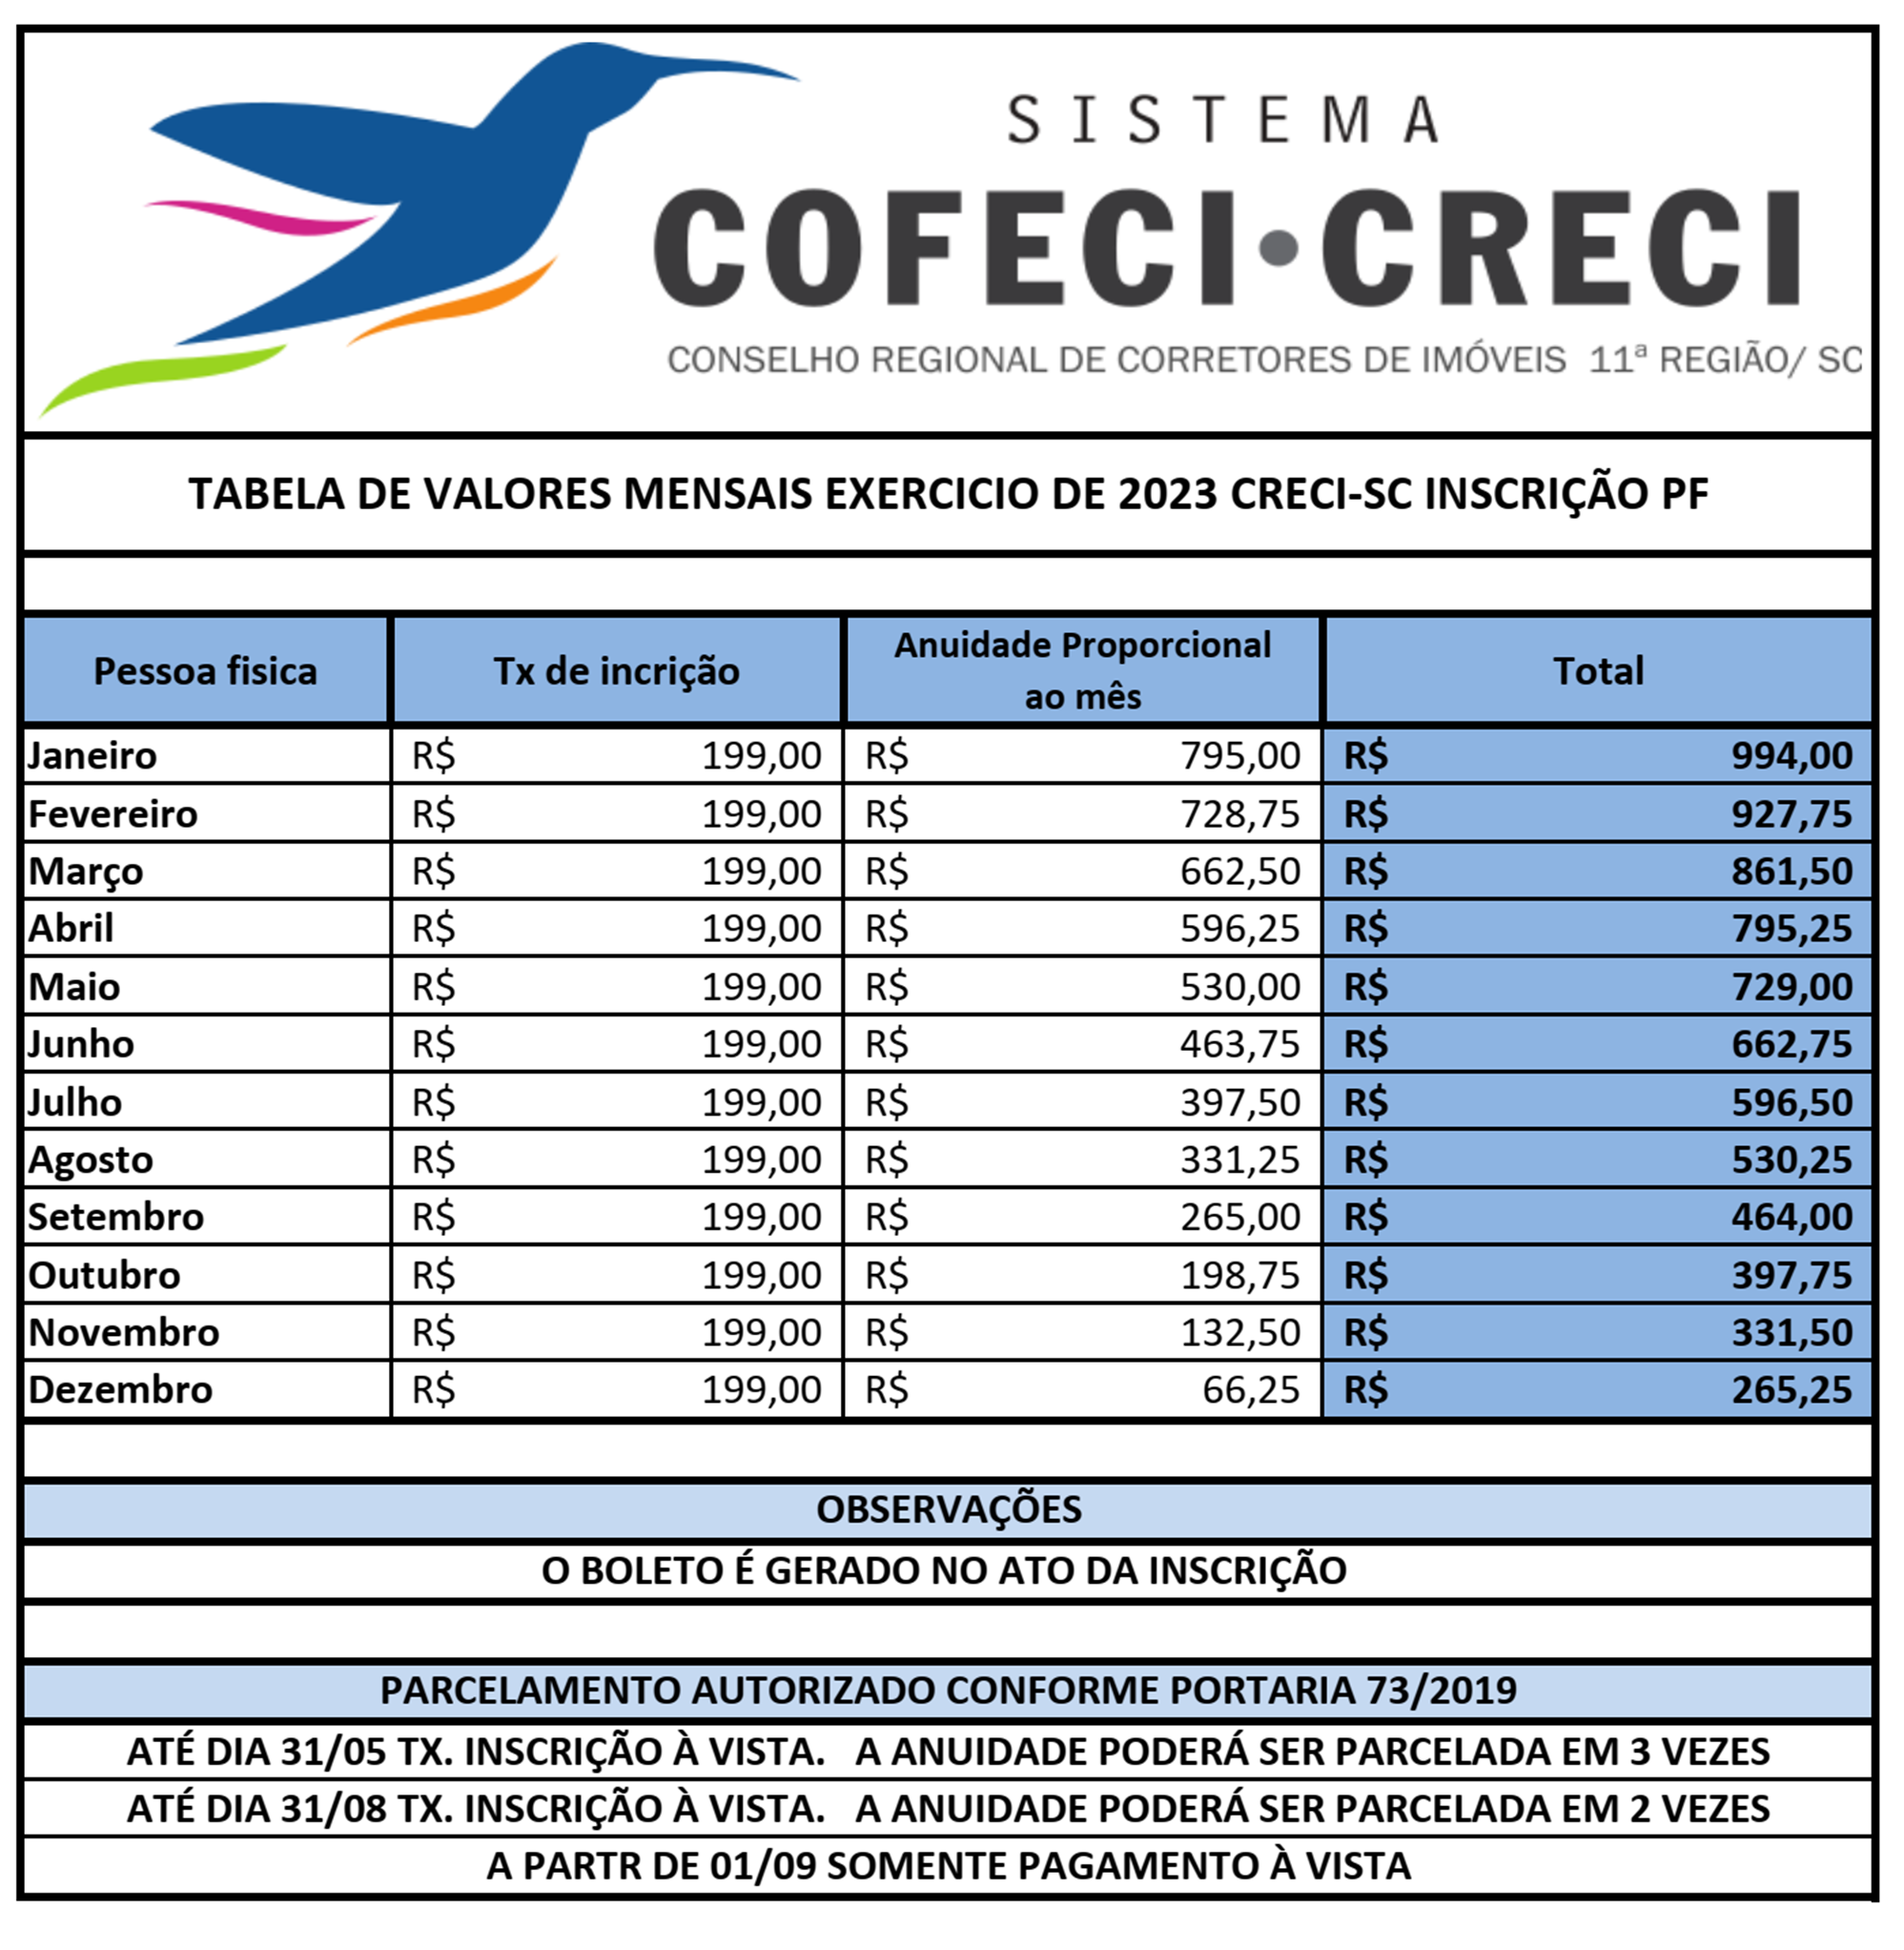 SISTEMA
COFECI•CRECI
CONSELHO REGIONAL DE CORRETORES DE IMÓVEIS 11ª REGIÃO/ SC
TABELA DE VALORES MENSAIS EXERCICIO DE 2023 CRECI-SC INSCRIÇÃO PF
Pessoa fisica Tx de incrição Anuidade Proporcional ao mês Total
Janeiro R$ 199,00 R$ 795,00 R$ 994,00
Fevereiro R$ 199,00 R$ 728,75 R$ 927,75
Março R$ 199,00 R$ 662,50 R$ 861,50
Abril R$ 199,00 R$ 596,25 R$ 795,25
Maio R$ 199,00 R$ 530,00 R$ 729,00
Junho R$ 199,00 R$ 463,75 R$ 662,75
Julho R$ 199,00 R$ 397,50 R$ 596,50
Agosto R$ 199,00 R$ 331,25 R$ 530,25
Setembro R$ 199,00 R$ 265,00 R$ 464,00
Outubro R$ 199,00 R$ 198,75 R$ 397,75
Novembro R$ 199,00 R$ 132,50 R$ 331,50
Dezembro R$ 199,00 R$ 66,25 R$ 265,25
OBSERVAÇÕES
O BOLETO É GERADO NO ATO DA INSCRIÇÃO
PARCELAMENTO AUTORIZADO CONFORME PORTARIA 73/2019
ATÉ DIA 31/05 TX. INSCRIÇÃO À VISTA. A ANUIDADE PODERÁ SER PARCELADA EM 3 VEZES
ATÉ DIA 31/08 TX. INSCRIÇÃO À VISTA. A ANUIDADE PODERÁ SER PARCELADA EM 2 VEZES
A PARTR DE 01/09 SOMENTE PAGAMENTO À VISTA